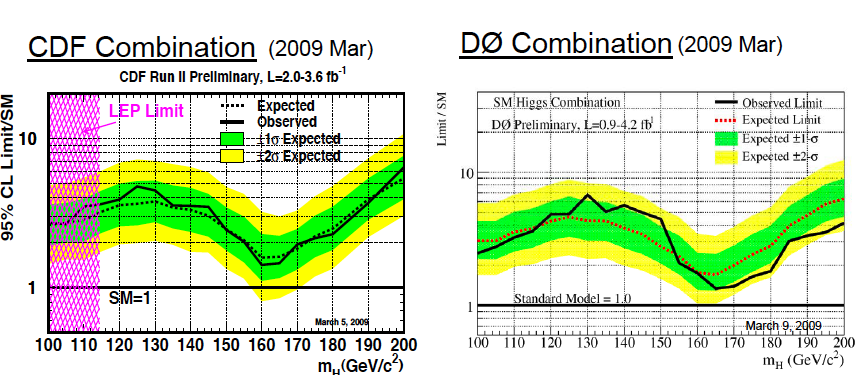 CDF Combination (2009 Mar)
CDF Run II Preliminary, L=2.0-3.6 fb-1
95% CL Limit/SM
10
1
LEP Limit
Expected
Observed
±1σ Expected
±2σ Expected
SM=1
March 5, 2009
100 110 120 130 140 150 160 170 180 190 200
mH(GeV/c2)
DØ Combination (2009 Mar)
Limit / SM
10
1
SM Higgs Combination
DØ Preliminary, L=0.9-4.2 fb-1
Observed Limit
Expected Limit
Expected ±1-σ
Expected ±2-σ
Standard Model = 1.0
March 9, 2009
100 110 120 130 140 150 160 170 180 190 200
mH (GeV/c2)